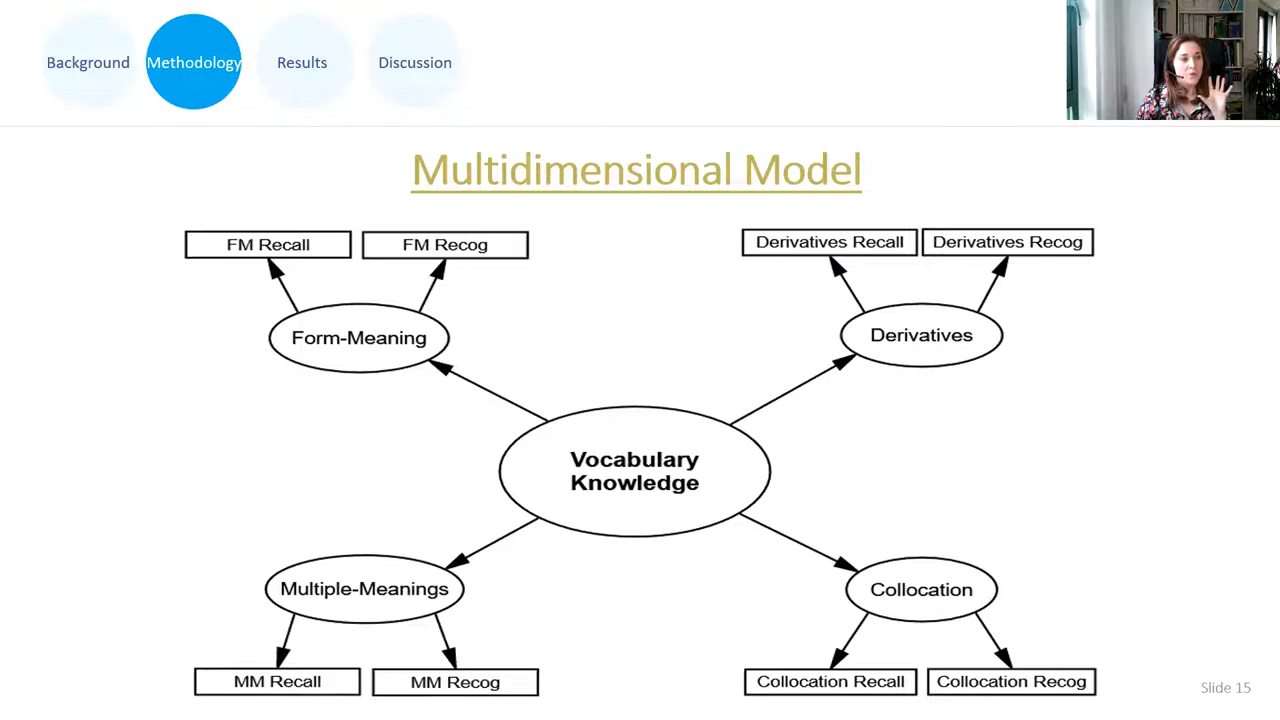 Background
Methodology
Results
Discussion
Multidimensional Model
FM Recall
FM Recog
Derivatives Recall
Derivatives Recog
Form-Meaning
Derivatives
Vocabulary
Knowledge
Multiple-Meanings
Collocation
MM Recall
MM Recog
Collocation Recall
Collocation Recog
Slide 15